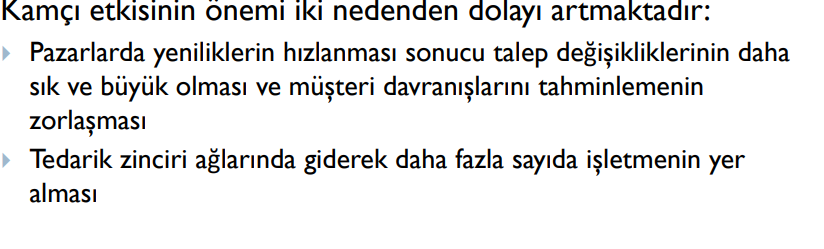 Kamçı etkisinin önemi iki nedenden dolayı artmaktadır:
Pazarlarda yeniliklerin hızlanması sonucu talep değişikliklerinin daha
sık ve büyük olması ve müşteri davranışlarını tahminlemenin
zorlaşması
Tedarik zinciri ağlarında giderek daha fazla sayıda işletmenin yer
alması